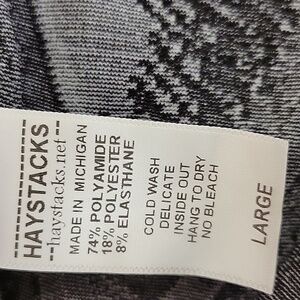 HAYSTACKS
--haystacks.net--
MADE IN MICHIGAN
74% POLYAMIDE
18% POLYESTER
8% ELASTHANE
COLD WASH
DELICATE
INSIDE OUT
HANG TO DRY
NO BLEACH
LARGE